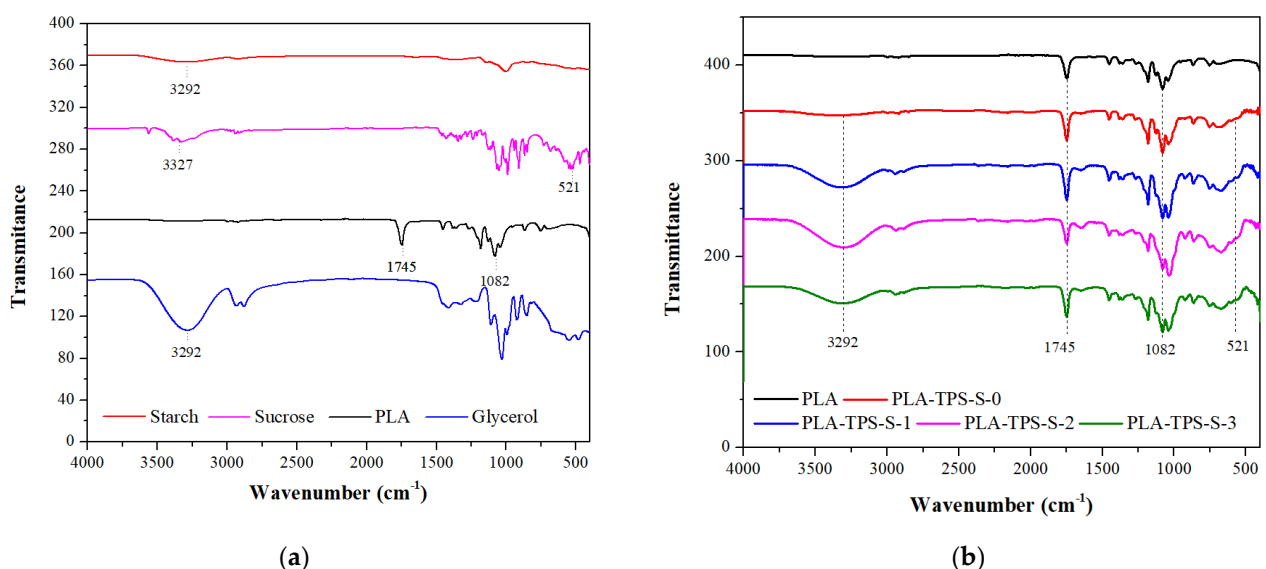 400
360
320
280
240
200
160
120
80
40
0
Transmittance
3292
3327
521
1745
1082
3292
Starch Sucrose PLA Glycerol
4000 3500 3000 2500 2000 1500 1000 500
Wavenumber (cm⁻¹)
(a)
400
300
200
100
0
Transmittance
3292
1745
1082
521
PLA PLA-TPS-S-0
PLA-TPS-S-1 PLA-TPS-S-2 PLA-TPS-S-3
4000 3500 3000 2500 2000 1500 1000 500
Wavenumber (cm⁻¹)
(b)